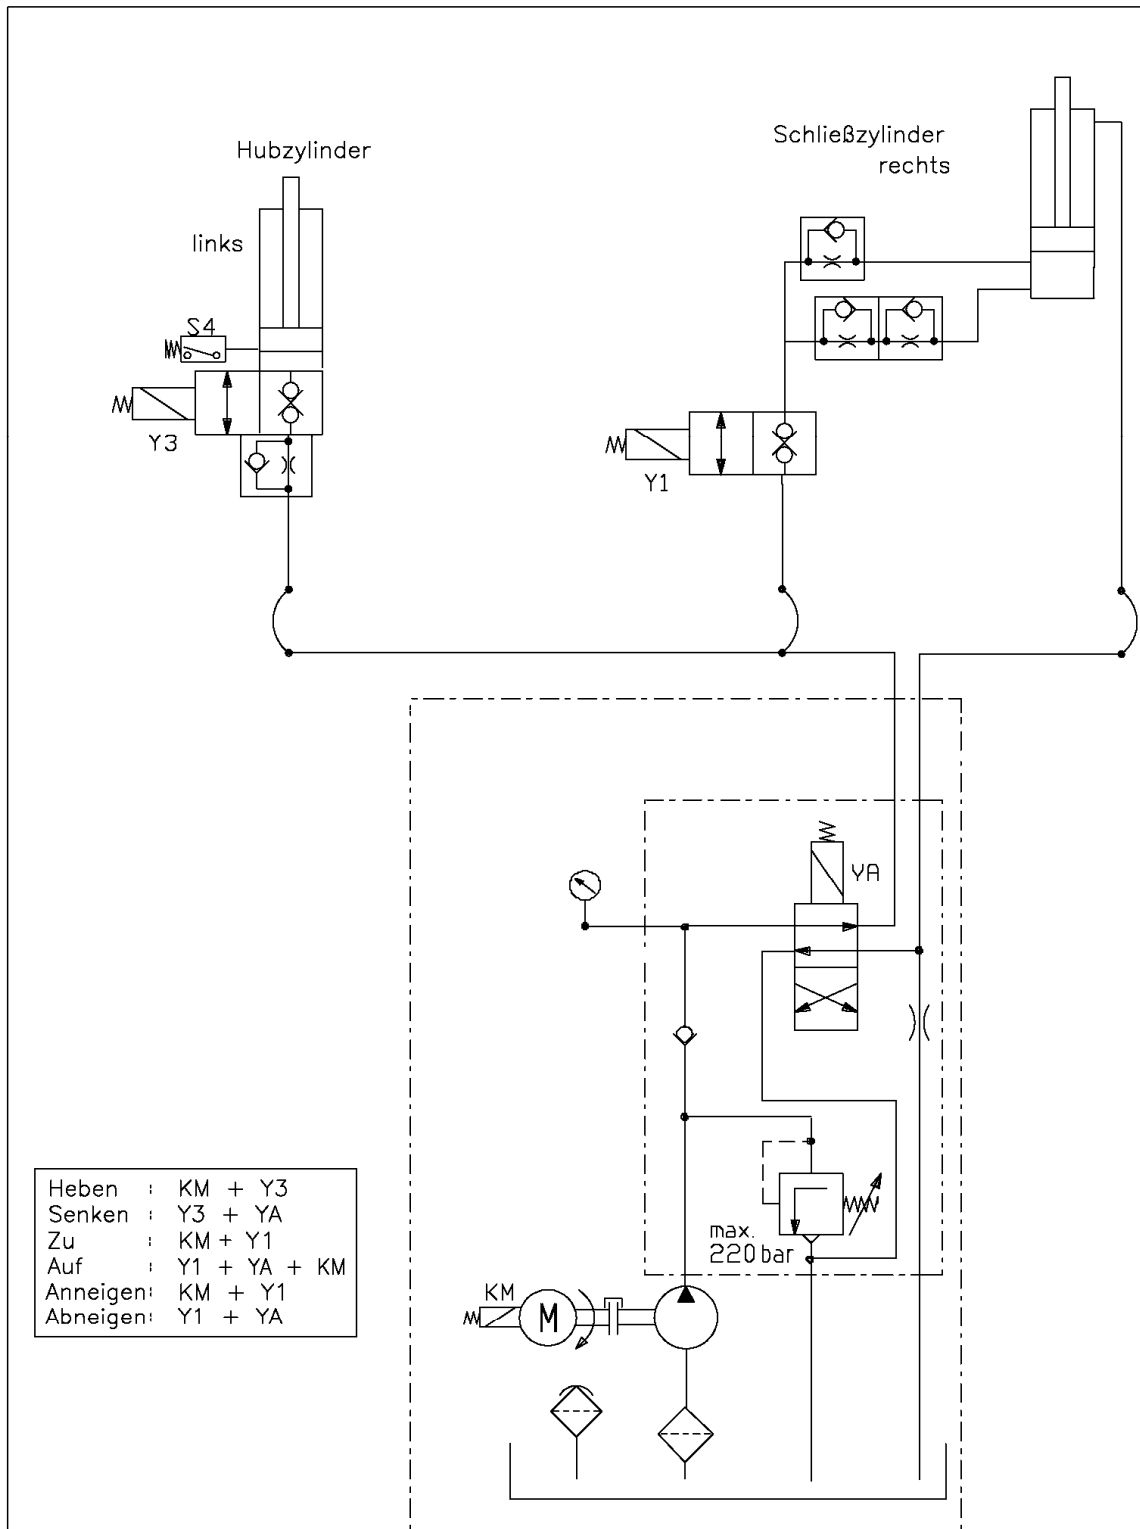 Schließzylinder
rechts
Hubzylinder
links
S4
Y3
Y1
YA
max.
220 bar
KM
M
Heben : KM + Y3
Senken : Y3 + YA
Zu : KM + Y1
Auf : Y1 + YA + KM
Anneigen: KM + Y1
Abneigen: Y1 + YA